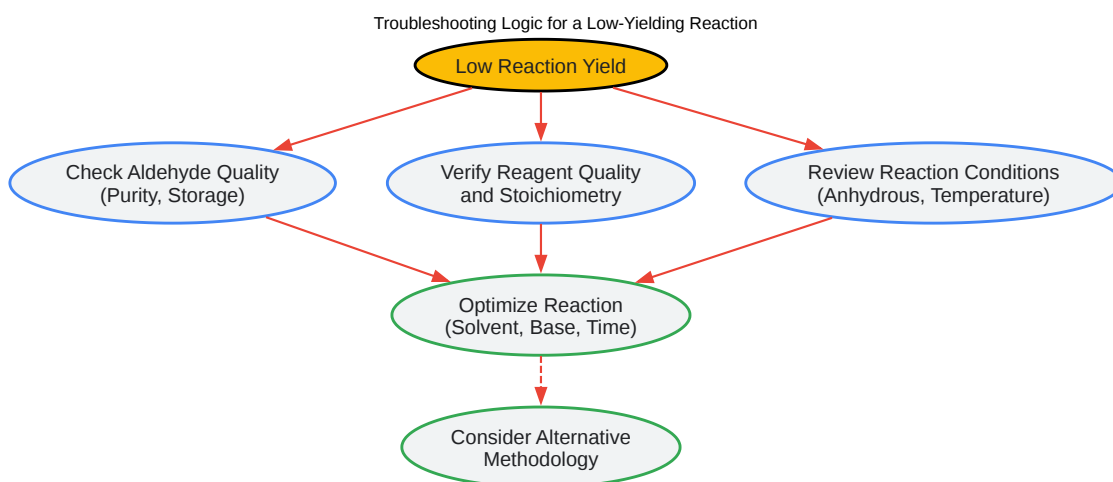 Troubleshooting Logic for a Low-Yielding Reaction
Low Reaction Yield
Check Aldehyde Quality
(Purity, Storage)
Verify Reagent Quality
and Stoichiometry
Review Reaction Conditions
(Anhydrous, Temperature)
Optimize Reaction
(Solvent, Base, Time)
Consider Alternative
Methodology